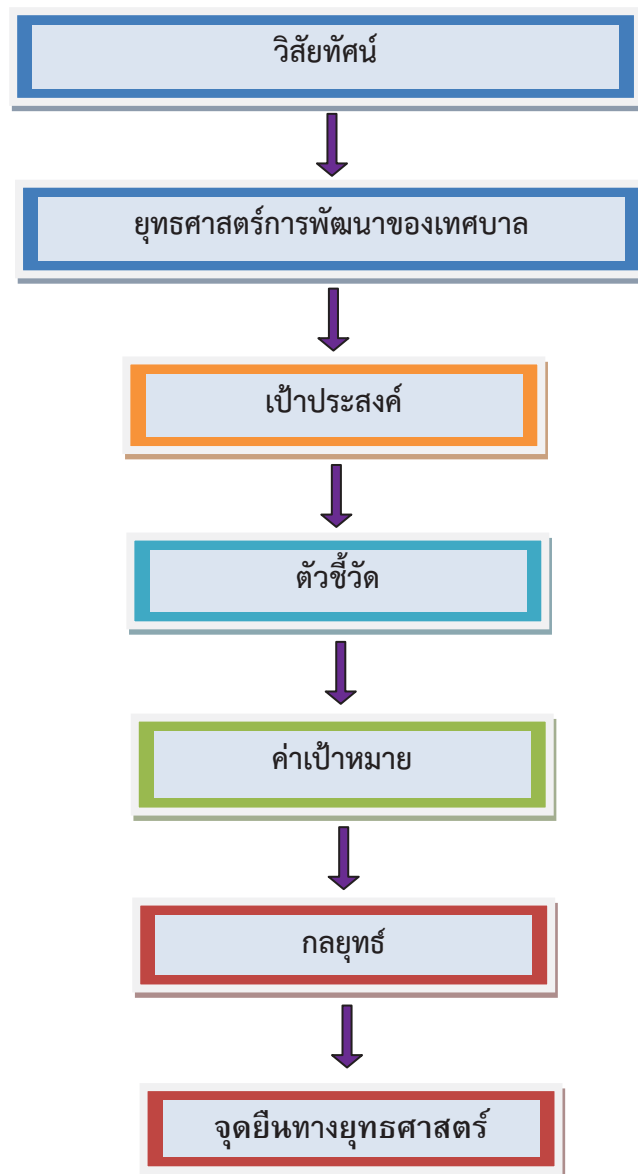 วิสัยทัศน์
ยุทธศาสตร์การพัฒนาของเทศบาล
เป้าประสงค์
ตัวชี้วัด
ค่าเป้าหมาย
กลยุทธ์
จุดยืนทางยุทธศาสตร์